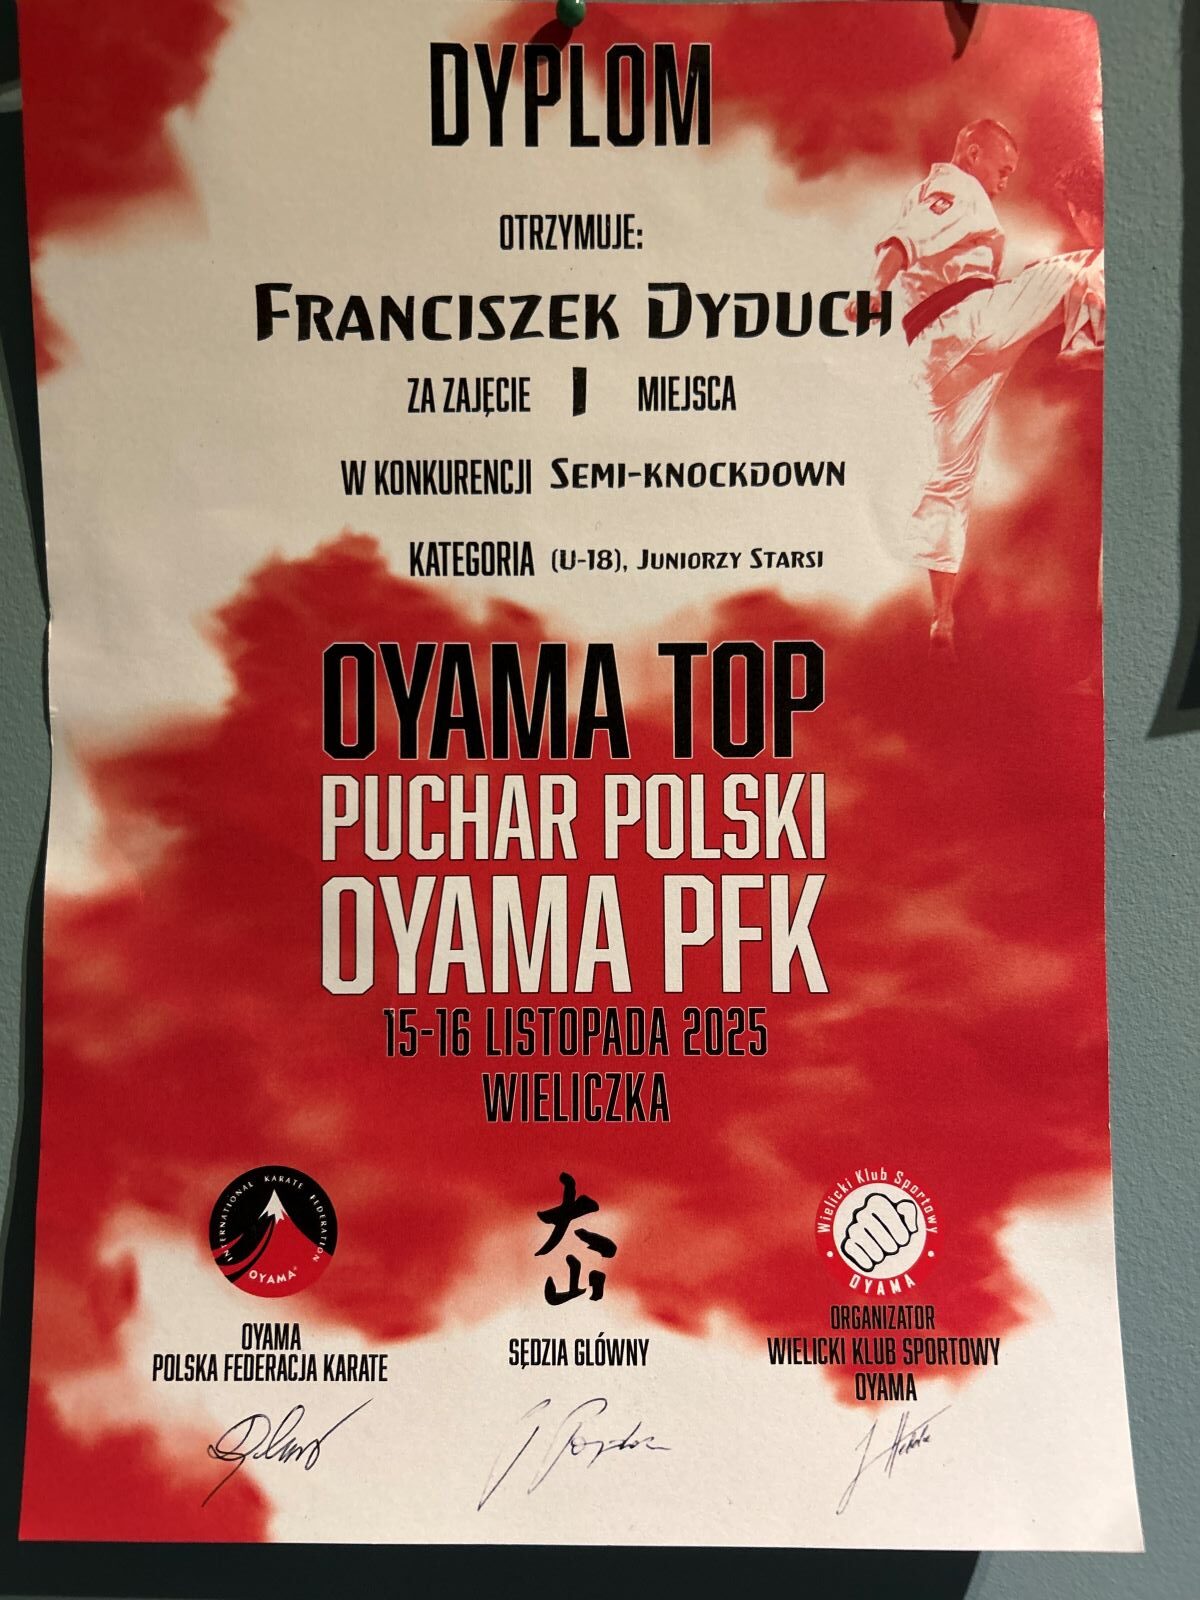 DYPLOM
OTRZYMUJE:
FRANCISZEK DYDUCH
ZA ZAJĘCIE I MIEJSCA
W KONKURENCJI SEMI-KNOCKDOWN
KATEGORIA (U-18), JUNIORZY STARSI
OYAMA TOP
PUCHAR POLSKI
OYAMA PFK
15-16 LISTOPADA 2025
WIELICZKA
INTERNATIONAL KARATE FEDERATION
OYAMA®
大山
Wielicki Klub Sportowy
OYAMA
OYAMA
POLSKA FEDERACJA KARATE
SĘDZIA GŁÓWNY
ORGANIZATOR
WIELICKI KLUB SPORTOWY
OYAMA